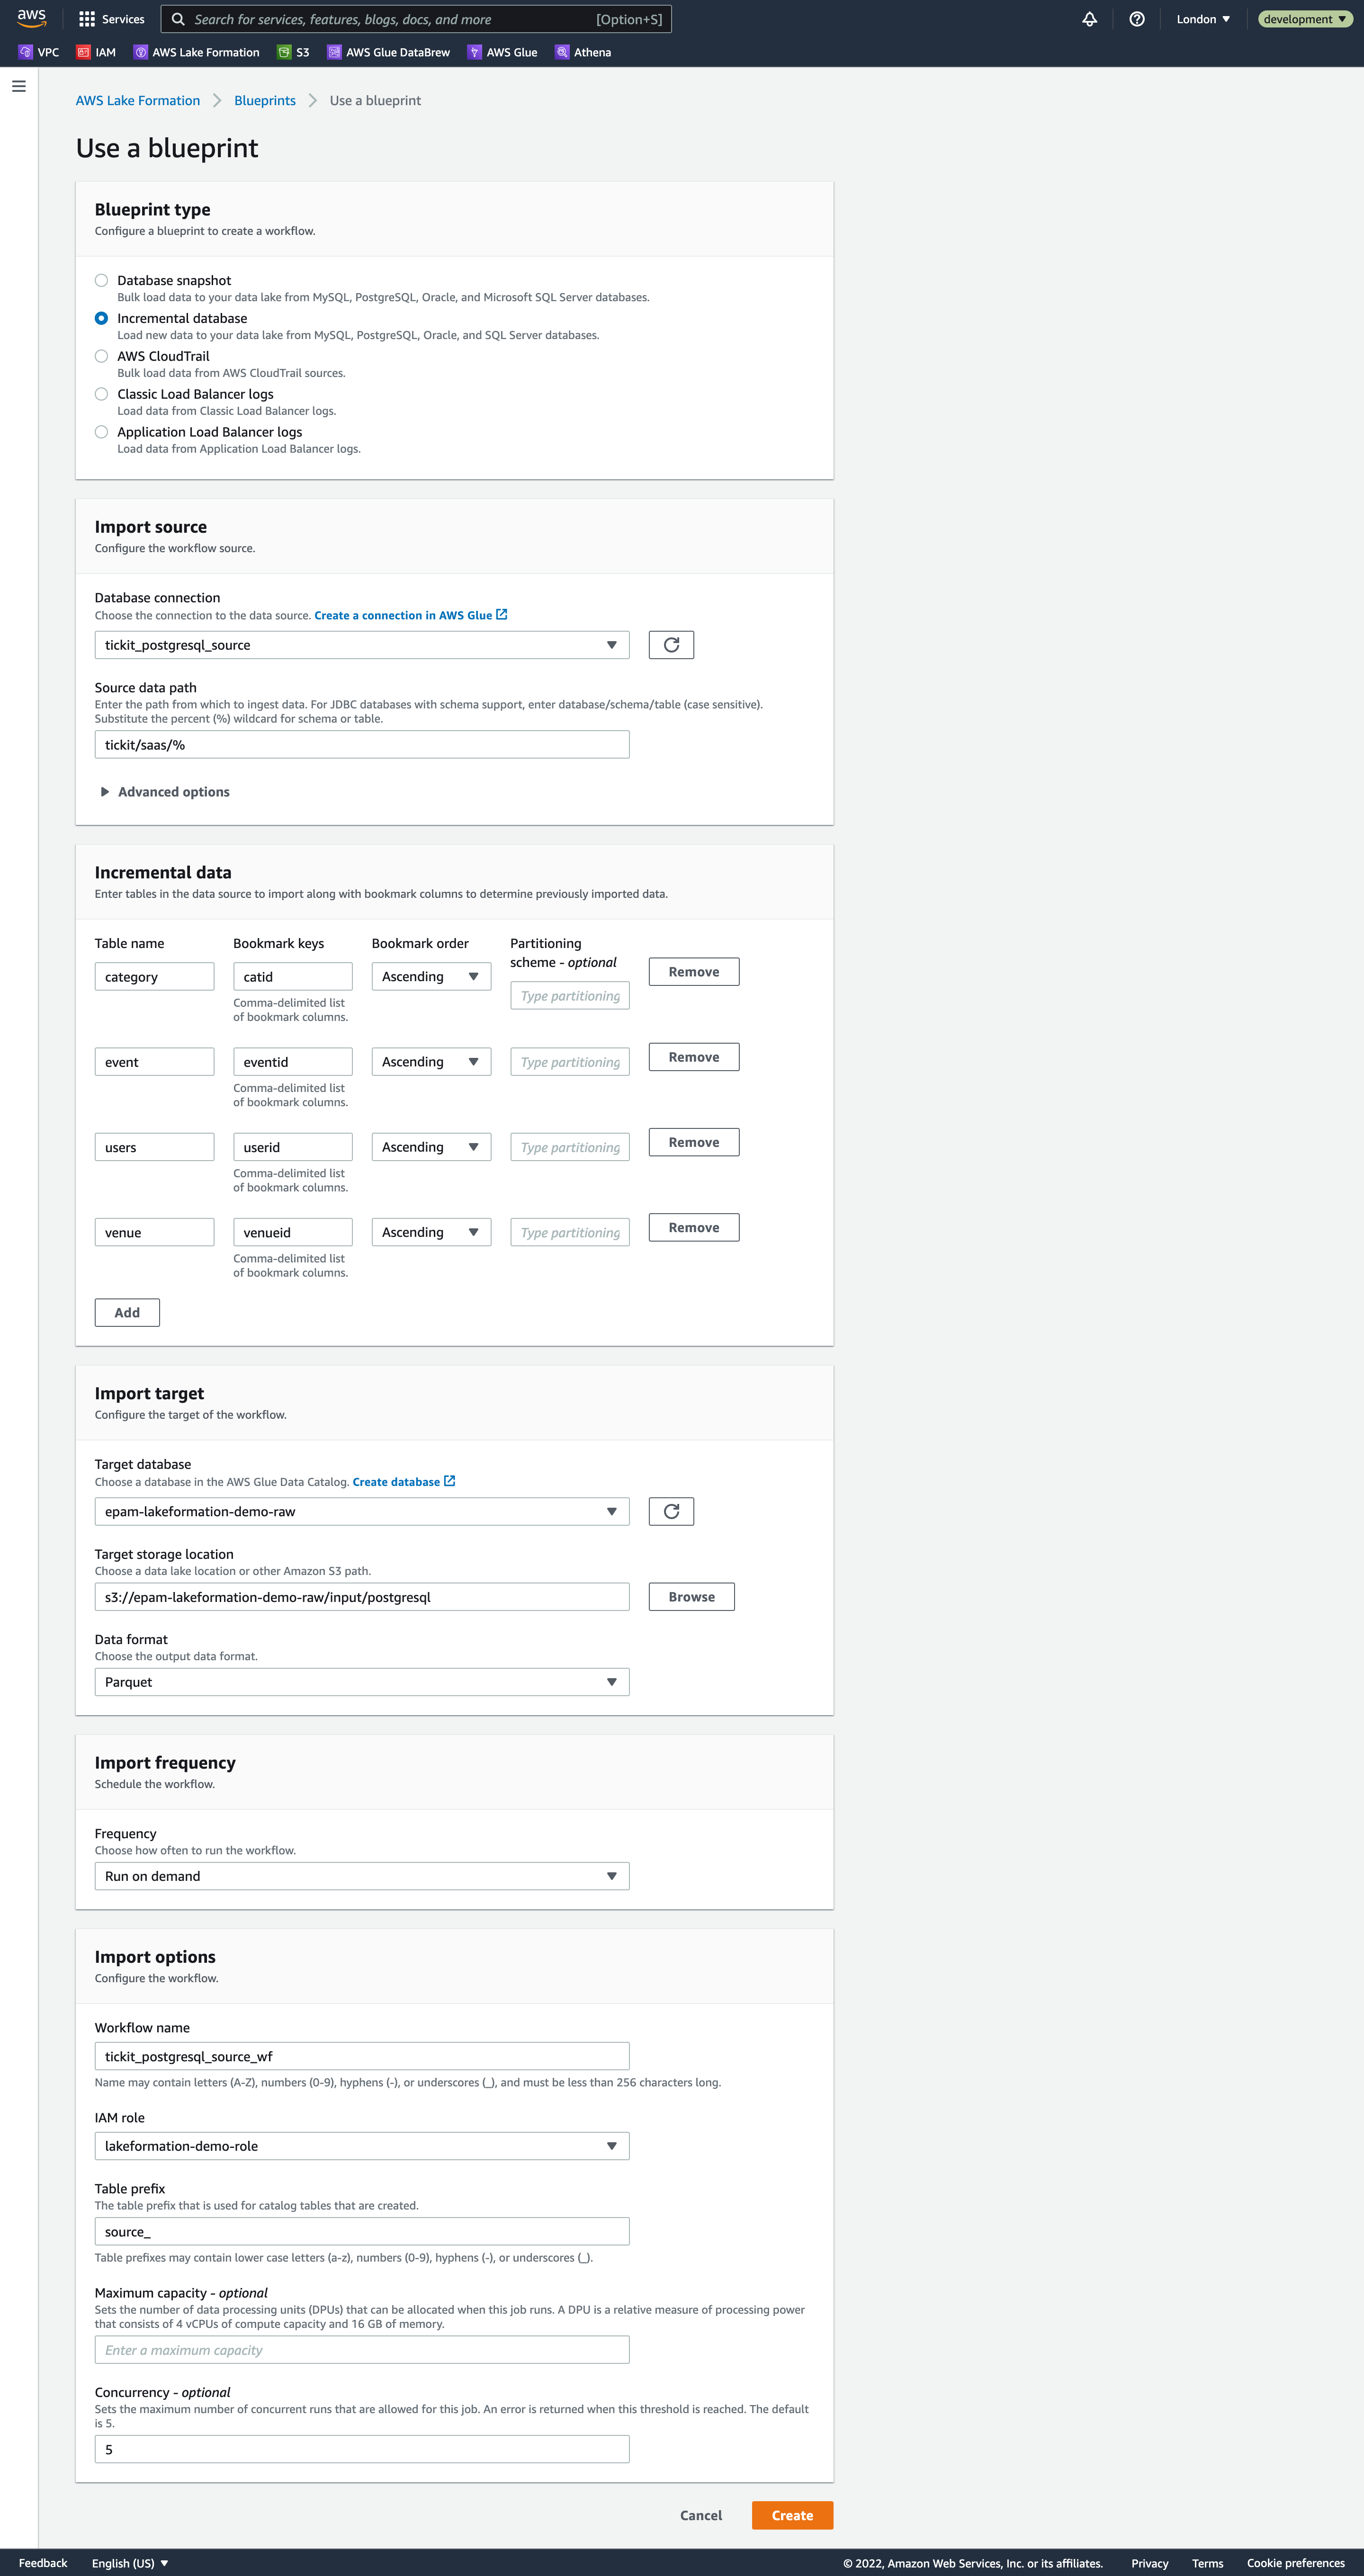 aws
Services
Search for services, features, blogs, docs, and more
[Option+S]
London
development
VPC
IAM
AWS Lake Formation
S3
AWS Glue DataBrew
AWS Glue
Athena
AWS Lake Formation
Blueprints
Use a blueprint
Use a blueprint
Blueprint type
Configure a blueprint to create a workflow.
Database snapshot
Bulk load data to your data lake from MySQL, PostgreSQL, Oracle, and Microsoft SQL Server databases.
Incremental database
Load new data to your data lake from MySQL, PostgreSQL, Oracle, and SQL Server databases.
AWS CloudTrail
Bulk load data from AWS CloudTrail sources.
Classic Load Balancer logs
Load data from Classic Load Balancer logs.
Application Load Balancer logs
Load data from Application Load Balancer logs.
Import source
Configure the workflow source.
Database connection
Choose the connection to the data source. Create a connection in AWS Glue
tickit_postgresql_source
Source data path
Enter the path from which to ingest data. For JDBC databases with schema support, enter database/schema/table (case sensitive).
Substitute the percent (%) wildcard for schema or table.
tickit/saas/%
Advanced options
Incremental data
Enter tables in the data source to import along with bookmark columns to determine previously imported data.
Table name
Bookmark keys
Bookmark order
Partitioning
scheme - optional
category
catid
Ascending
Type partitioning
Remove
Comma-delimited list
of bookmark columns.
event
eventid
Ascending
Type partitioning
Remove
Comma-delimited list
of bookmark columns.
users
userid
Ascending
Type partitioning
Remove
Comma-delimited list
of bookmark columns.
venue
venueid
Ascending
Type partitioning
Remove
Comma-delimited list
of bookmark columns.
Add
Import target
Configure the target of the workflow.
Target database
Choose a database in the AWS Glue Data Catalog. Create database
epam-lakeformation-demo-raw
Target storage location
Choose a data lake location or other Amazon S3 path.
s3://epam-lakeformation-demo-raw/input/postgresql
Browse
Data format
Choose the output data format.
Parquet
Import frequency
Schedule the workflow.
Frequency
Choose how often to run the workflow.
Run on demand
Import options
Configure the workflow.
Workflow name
tickit_postgresql_source_wf
Name may contain letters (A-Z), numbers (0-9), hyphens (-), or underscores (_), and must be less than 256 characters long.
IAM role
lakeformation-demo-role
Table prefix
The table prefix that is used for catalog tables that are created.
source_
Table prefixes may contain lower case letters (a-z), numbers (0-9), hyphens (-), or underscores (_).
Maximum capacity - optional
Sets the number of data processing units (DPUs) that can be allocated when this job runs. A DPU is a relative measure of processing power
that consists of 4 vCPUs of compute capacity and 16 GB of memory.
Enter a maximum capacity
Concurrency - optional
Sets the maximum number of concurrent runs that are allowed for this job. An error is returned when this threshold is reached. The default
is 5.
5
Cancel
Create
Feedback
English (US)
© 2022, Amazon Web Services, Inc. or its affiliates.
Privacy
Terms
Cookie preferences